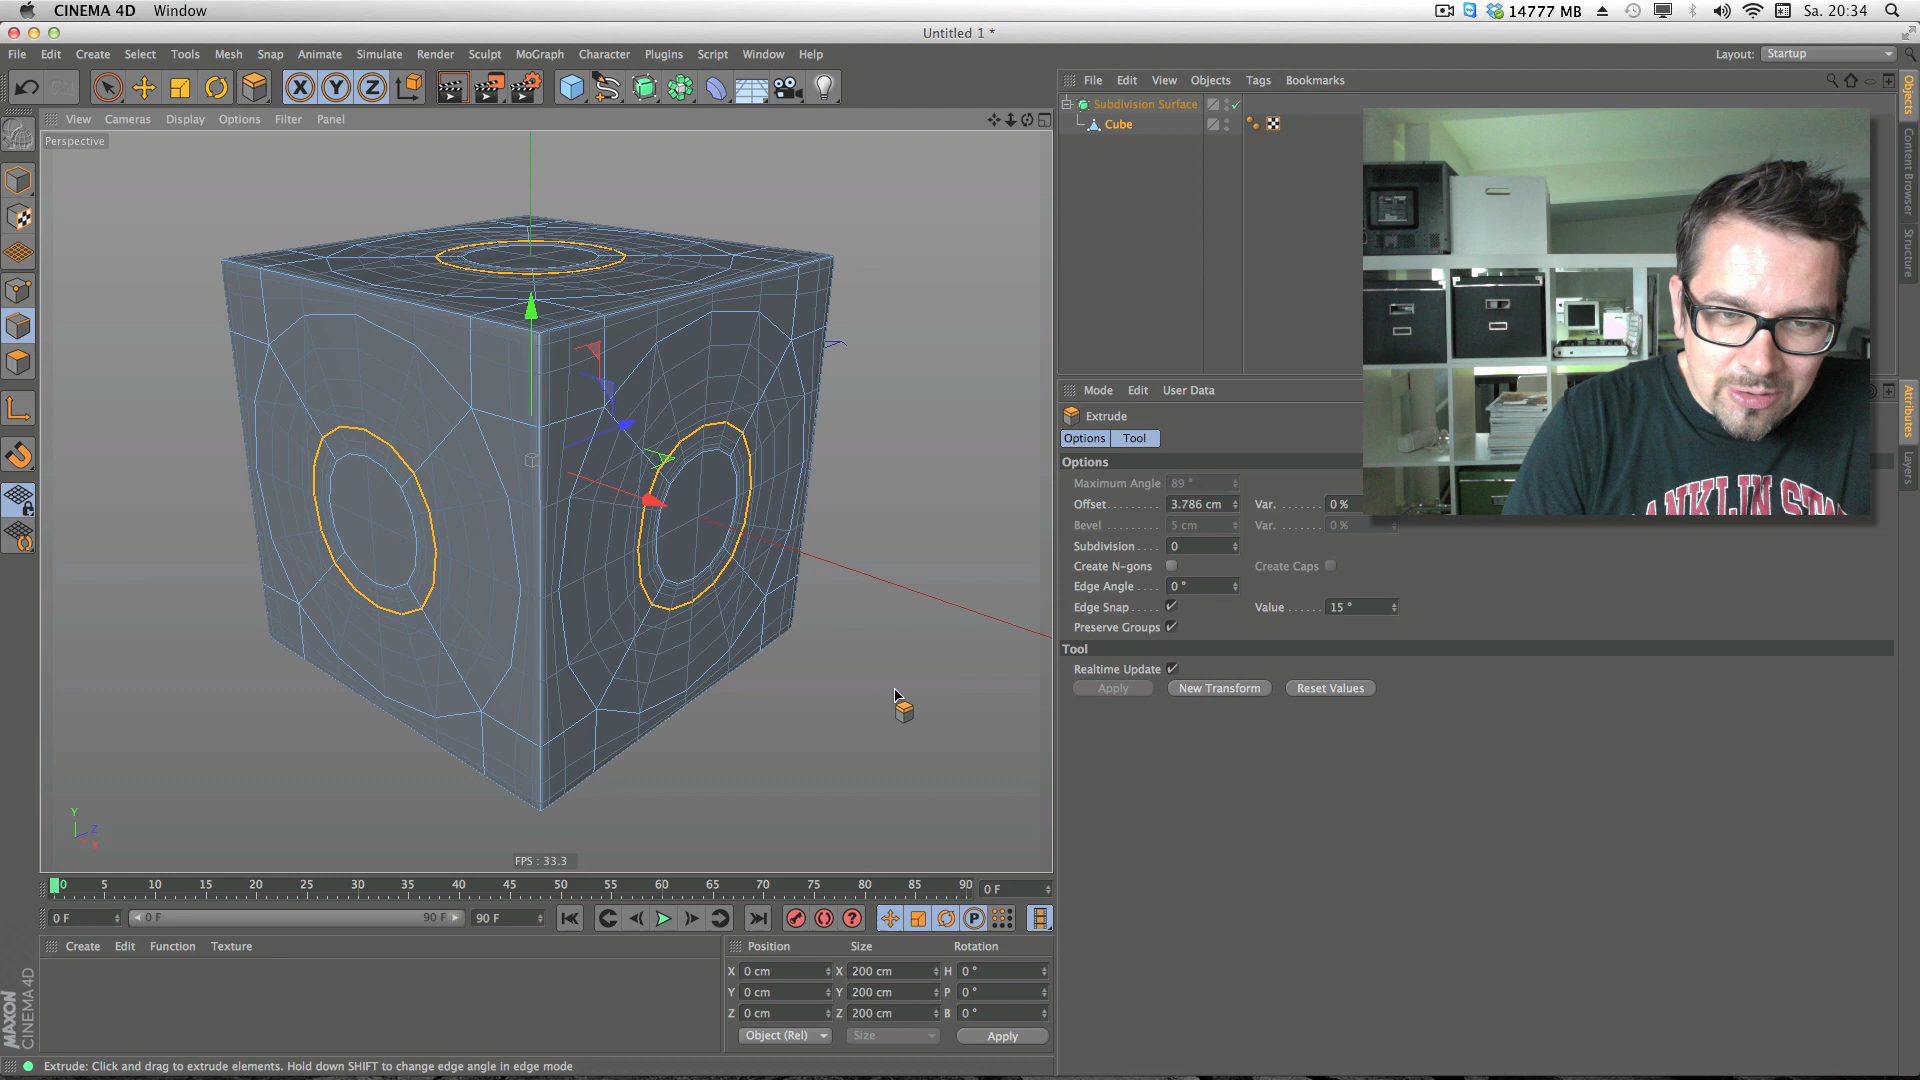 CINEMA 4D Window 14777 MB Sa. 20:34
Untitled 1 *
File Edit Create Select Tools Mesh Snap Animate Simulate Render Sculpt MoGraph Character Plugins Script Window Help Layout: Startup
X Y Z
File Edit View Objects Tags Bookmarks
View Cameras Display Options Filter Panel
Perspective
Subdivision Surface
Cube
Objects
Content Browser
Structure
Mode Edit User Data
Attributes
Layers
Extrude
Options Tool
Options
Maximum Angle 89 °
Offset 3.786 cm Var. 0 %
Bevel 5 cm Var. 0 %
Subdivision 0
Create N-gons Create Caps
Edge Angle 0 °
Edge Snap Value 15 °
Preserve Groups
Tool
Realtime Update
Apply New Transform Reset Values
Y
Z
X
FPS : 33.3
0 5 10 15 20 25 30 35 40 45 50 55 60 65 70 75 80 85 90 0 F
0 F 0 F 90 F 90 F P
Create Edit Function Texture
Position Size Rotation
X 0 cm X 200 cm H 0 °
Y 0 cm Y 200 cm P 0 °
Z 0 cm Z 200 cm B 0 °
Object (Rel) Size Apply
MAXON
CINEMA 4D
Extrude: Click and drag to extrude elements. Hold down SHIFT to change edge angle in edge mode